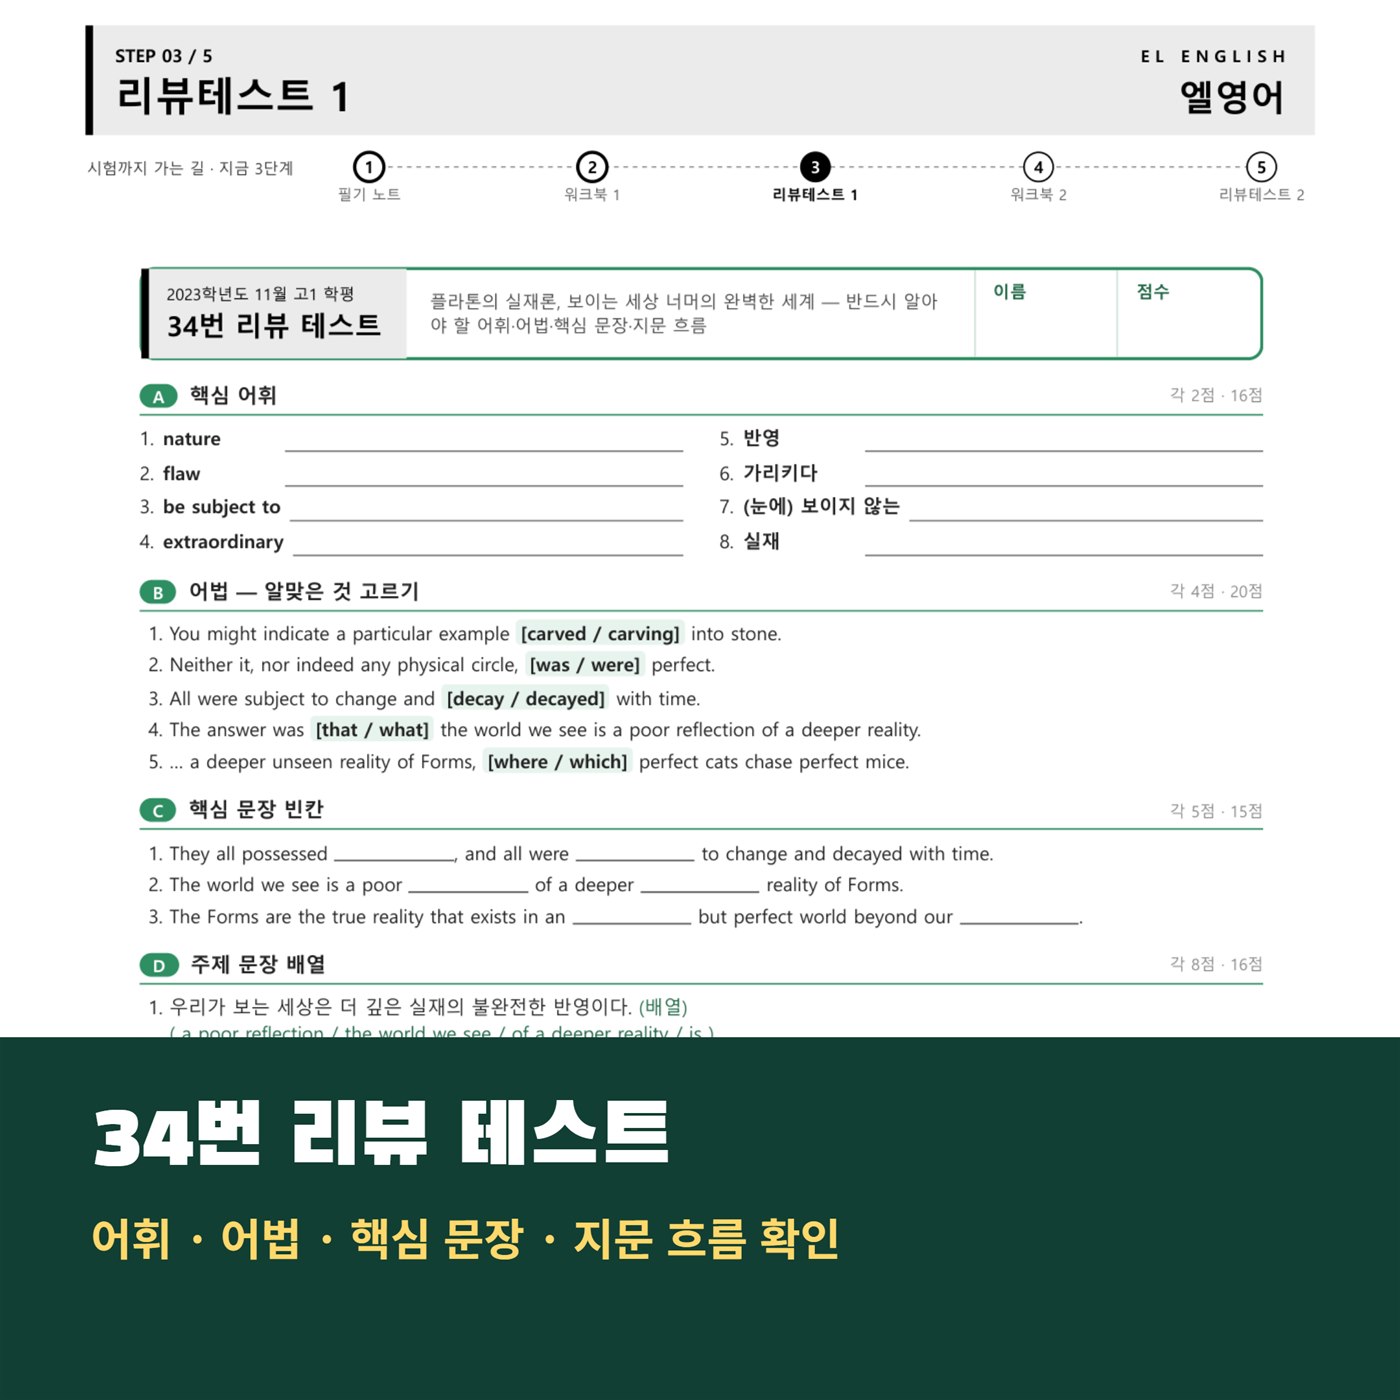 STEP 03 / 5
리뷰테스트 1
EL ENGLISH
엘영어
시험까지 가는 길 · 지금 3단계
1
2
3
4
5
필기 노트
워크북 1
리뷰테스트 1
워크북 2
리뷰테스트 2
2023학년도 11월 고1 학평
34번 리뷰 테스트
플라톤의 실재론, 보이는 세상 너머의 완벽한 세계 — 반드시 알아
야 할 어휘·어법·핵심 문장·지문 흐름
이름
점수
A 핵심 어휘
각 2점 · 16점
1. nature
2. flaw
3. be subject to
4. extraordinary
5. 반영
6. 가리키다
7. (눈에) 보이지 않는
8. 실재
B 어법 — 알맞은 것 고르기
각 4점 · 20점
1. You might indicate a particular example [carved / carving] into stone.
2. Neither it, nor indeed any physical circle, [was / were] perfect.
3. All were subject to change and [decay / decayed] with time.
4. The answer was [that / what] the world we see is a poor reflection of a deeper reality.
5. ... a deeper unseen reality of Forms, [where / which] perfect cats chase perfect mice.
C 핵심 문장 빈칸
각 5점 · 15점
1. They all possessed ____________, and all were ____________ to change and decayed with time.
2. The world we see is a poor ____________ of a deeper ____________ reality of Forms.
3. The Forms are the true reality that exists in an ____________ but perfect world beyond our ____________.
D 주제 문장 배열
각 8점 · 16점
1. 우리가 보는 세상은 더 깊은 실재의 불완전한 반영이다. (배열)
( a poor reflection / the world we see / of a deeper reality / is )
34번 리뷰 테스트
어휘 · 어법 · 핵심 문장 · 지문 흐름 확인